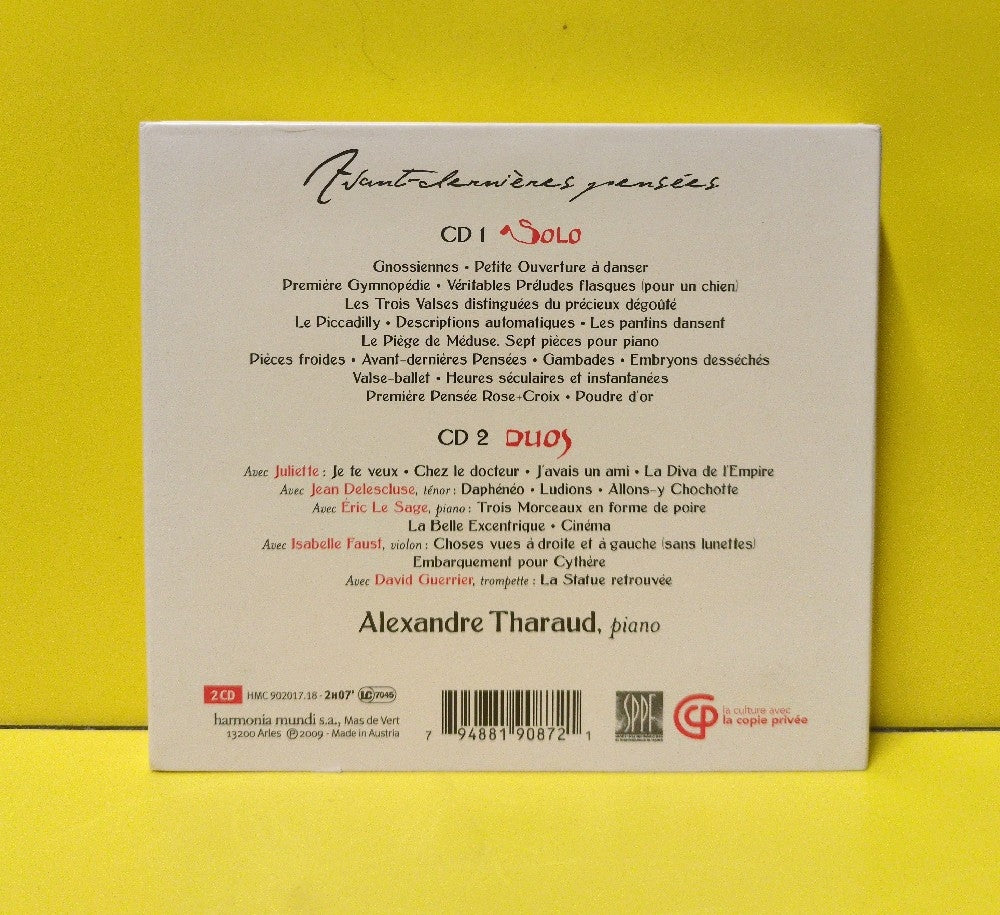 Avant-dernières pensées
CD 1 Solo
Gnossiennes • Petite Ouverture à danser
Première Gymnopédie • Véritables Préludes flasques (pour un chien)
Les Trois Valses distinguées du précieux dégoûté
Le Piccadilly • Descriptions automatiques • Les pantins dansent
Le Piège de Méduse. Sept pièces pour piano
Pièces froides • Avant-dernières Pensées • Gambades • Embryons desséchés
Valse-ballet • Heures séculaires et instantanées
Première Pensée Rose+Croix • Poudre d'or
CD 2 Duos
Avec Juliette : Je te veux • Chez le docteur • J'avais un ami • La Diva de l'Empire
Avec Jean Delescluse, ténor : Daphénéo • Ludions • Allons-y Chochotte
Avec Éric Le Sage, piano : Trois Morceaux en forme de poire
La Belle Excentrique • Cinéma
Avec Isabelle Faust, violon : Choses vues à droite et à gauche (sans lunettes)
Embarquement pour Cythère
Avec David Guerrier, trompette : La Statue retrouvée
Alexandre Tharaud, piano
2 CD HMC 902017.18 - 2H07' LC 7045
harmonia mundi s.a., Mas de Vert
13200 Arles ℗ 2009 - Made in Austria
7 94881 90872 1
SPPF
CP la culture avec
la copie privée